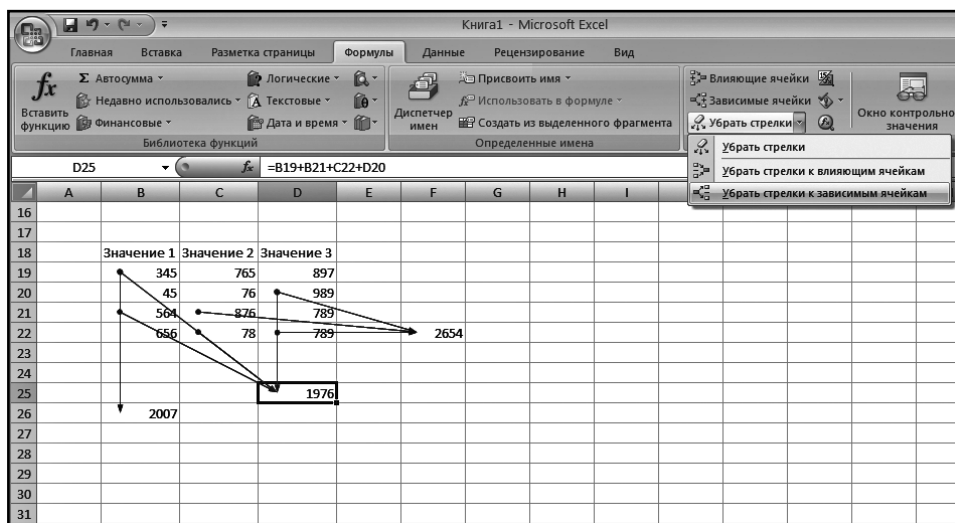 Книга1 - Microsoft Excel
Главная Вставка Разметка страницы Формулы Данные Рецензирование Вид
fx Вставить функцию
Σ Автосумма
Недавно использовались
Финансовые
Логические
Текстовые
Дата и время
Библиотека функций
Диспетчер имен
Присвоить имя
Использовать в формуле
Создать из выделенного фрагмента
Определенные имена
Влияющие ячейки
Зависимые ячейки
Убрать стрелки
Окно контрольно
значения
Убрать стрелки
Убрать стрелки к влияющим ячейкам
Убрать стрелки к зависимым ячейкам
D25 fx =B19+B21+C22+D20
A B C D E F G H I
16
17
18 Значение 1 Значение 2 Значение 3
19 345 765 897
20 45 76 989
21 564 876 789
22 656 78 789 2654
23
24
25 1976
26 2007
27
28
29
30
31